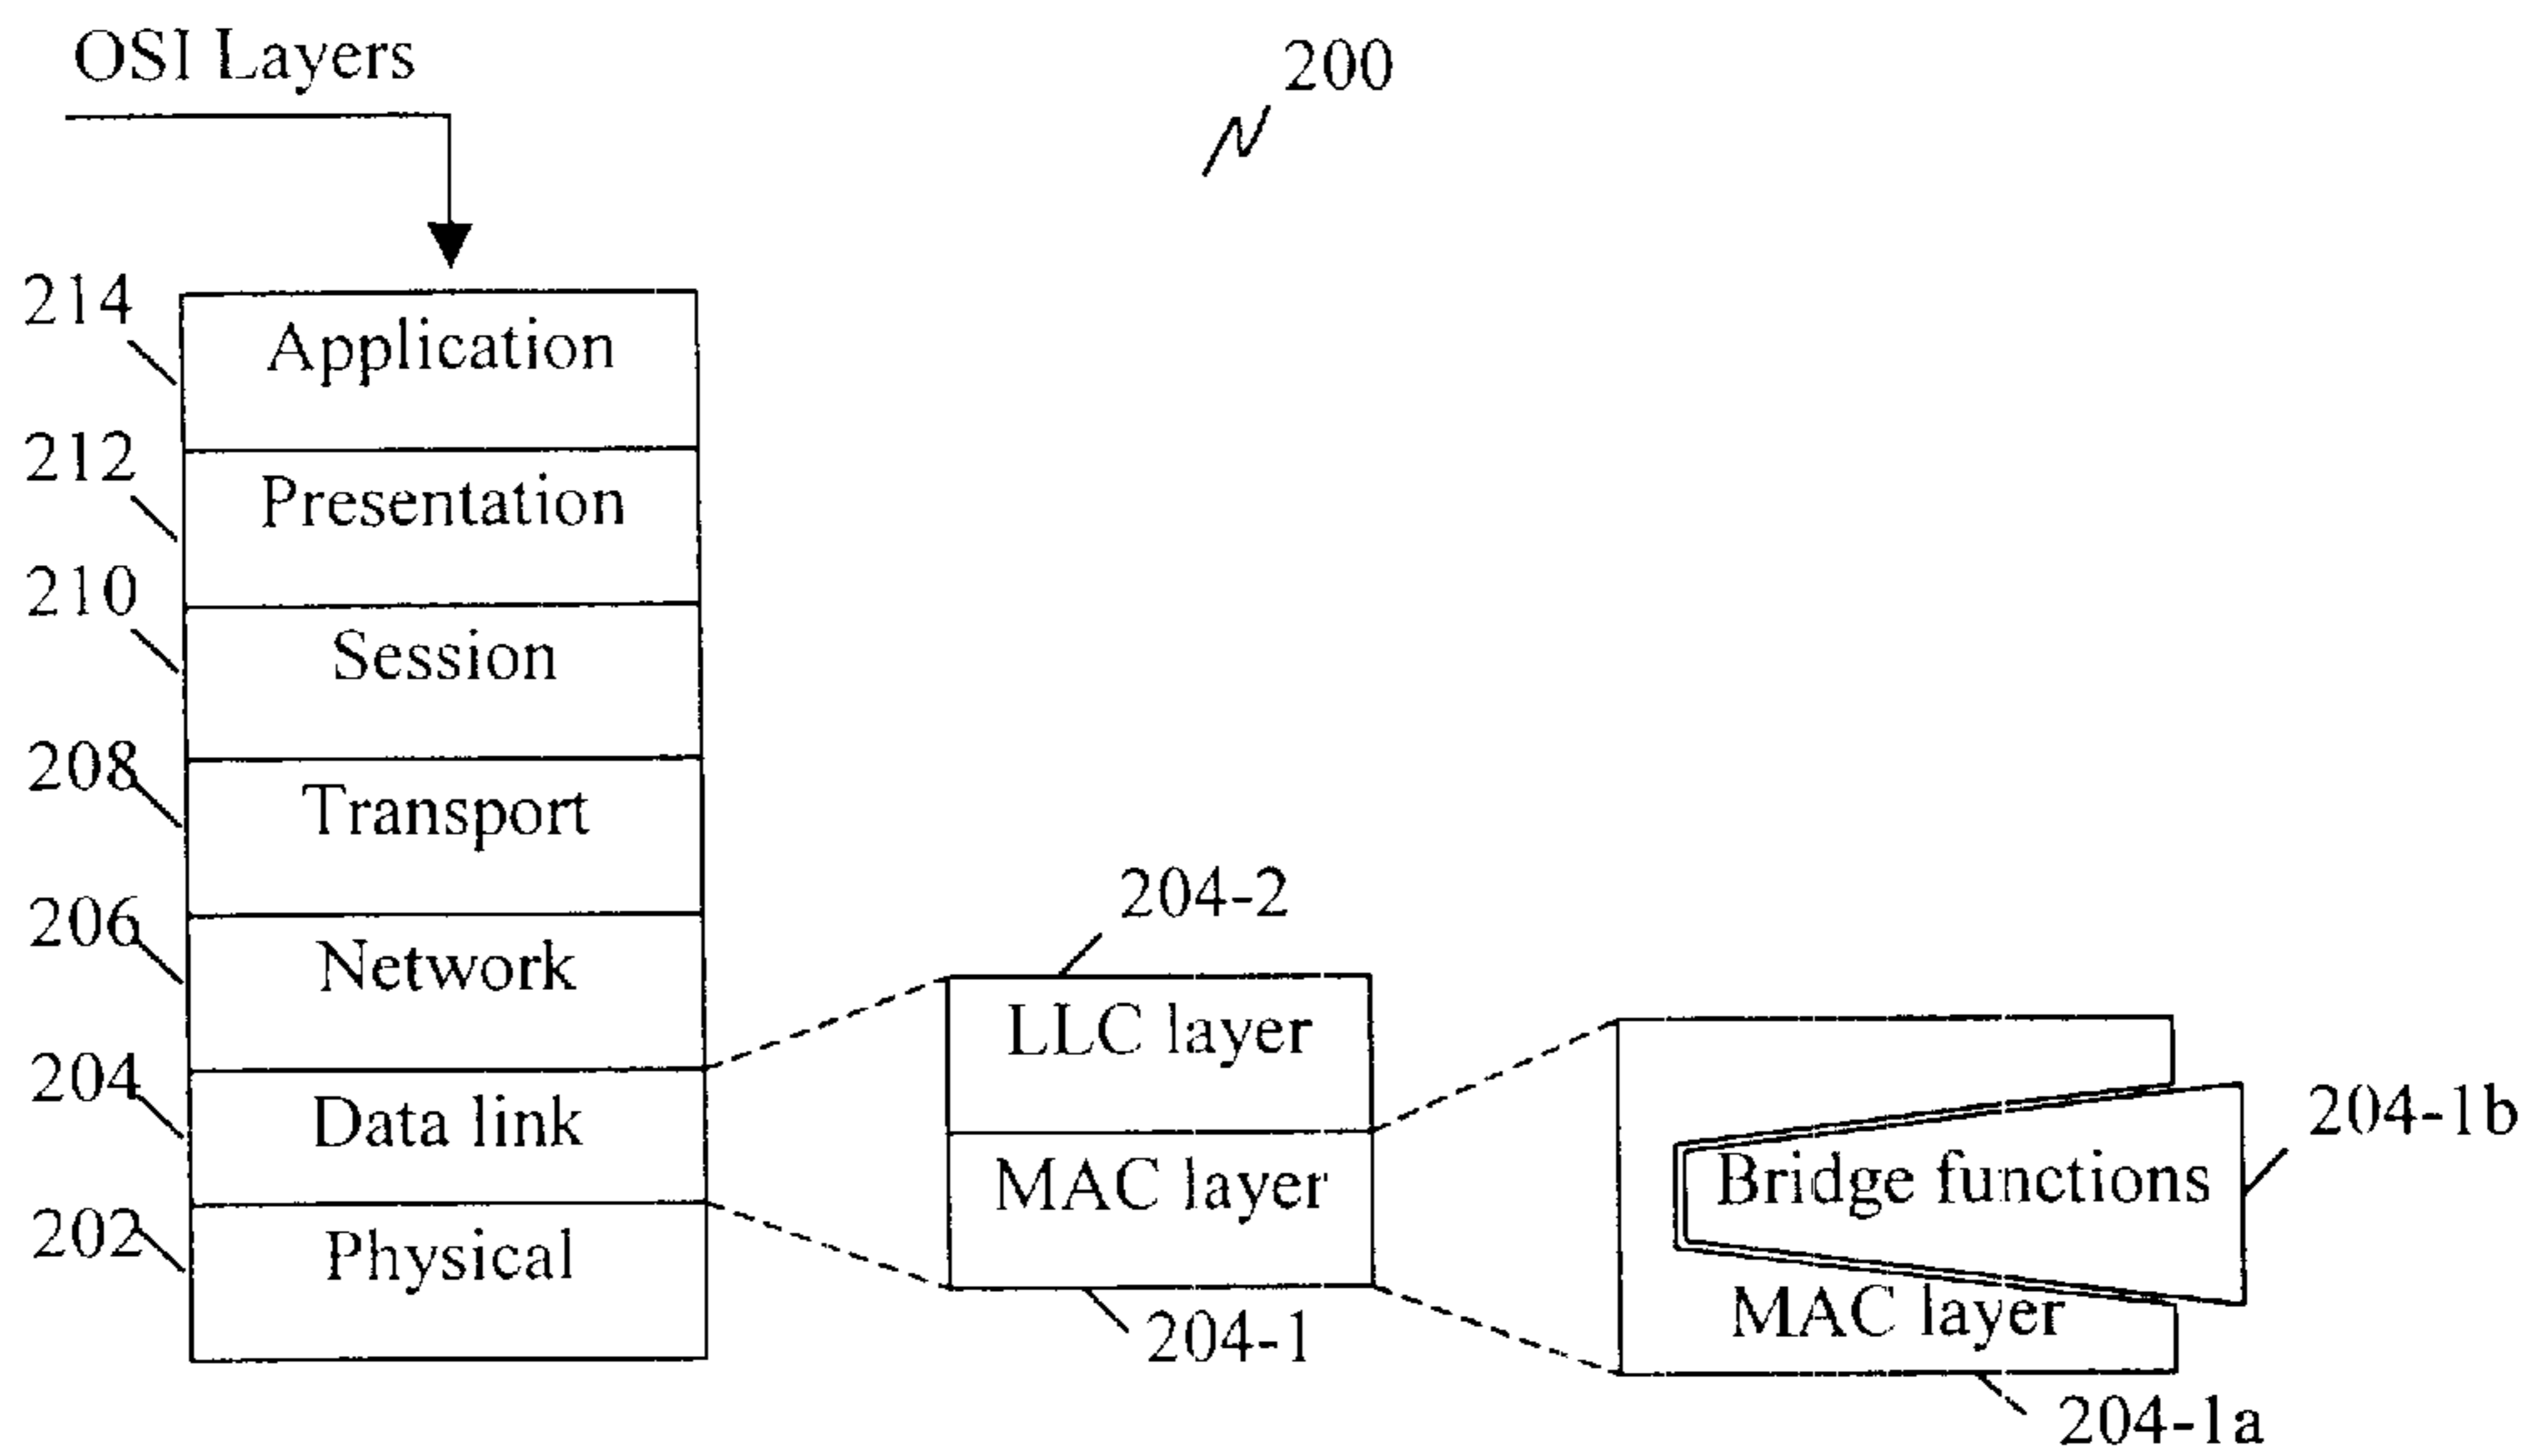 OSI Layers
200
214
Application
212
Presentation
210
Session
208
Transport
206
Network
204
Data link
202
Physical
204-2
LLC layer
MAC layer
204-1
204-1b
Bridge functions
MAC layer
204-1a